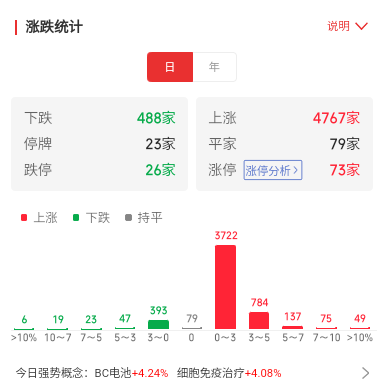 涨跌统计 说明
日 年
下跌 488家 上涨 4767家
停牌 23家 平家 79家
跌停 26家 涨停 涨停分析 73家
上涨 下跌 持平
6 19 23 47 393 79 3722 784 137 75 49
>10% 10～7 7～5 5～3 3～0 0 0～3 3～5 5～7 7～10 >10%
今日强势概念：BC电池+4.24% 细胞免疫治疗+4.08%